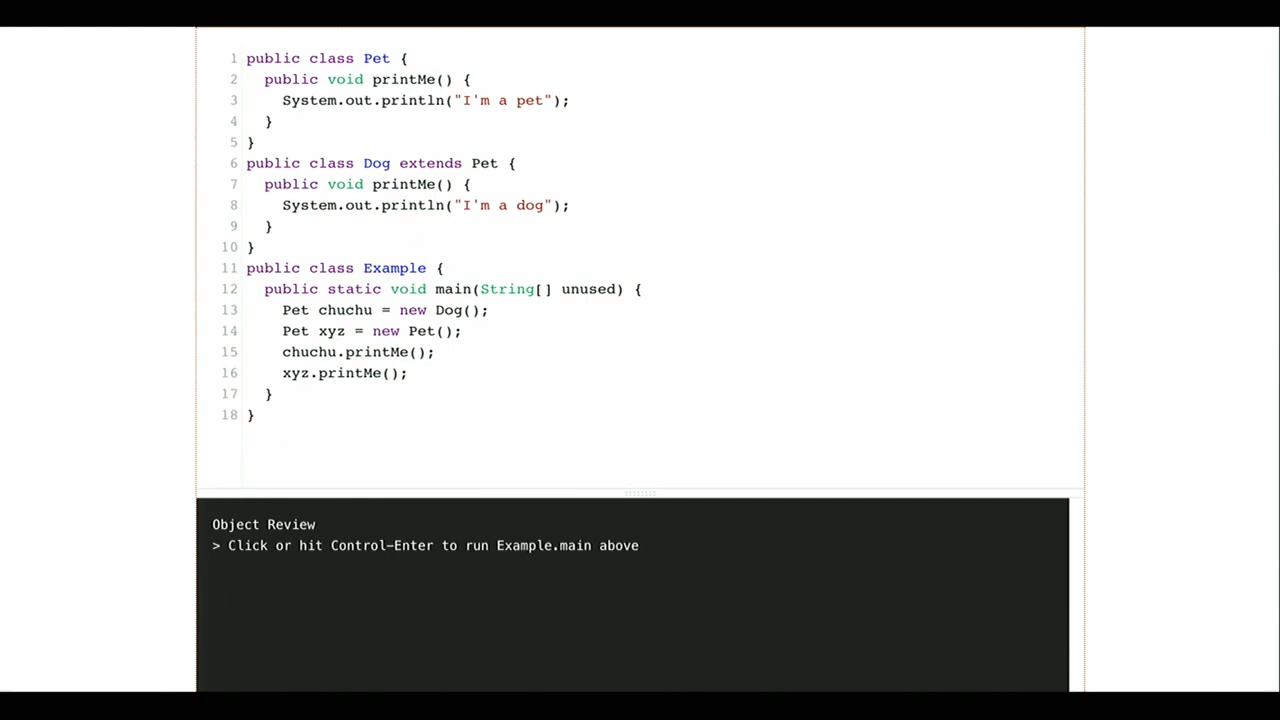 1 public class Pet {
2   public void printMe() {
3     System.out.println("I'm a pet");
4   }
5 }
6 public class Dog extends Pet {
7   public void printMe() {
8     System.out.println("I'm a dog");
9   }
10 }
11 public class Example {
12   public static void main(String[] unused) {
13     Pet chuchu = new Dog();
14     Pet xyz = new Pet();
15     chuchu.printMe();
16     xyz.printMe();
17   }
18 }
Object Review
> Click or hit Control-Enter to run Example.main above